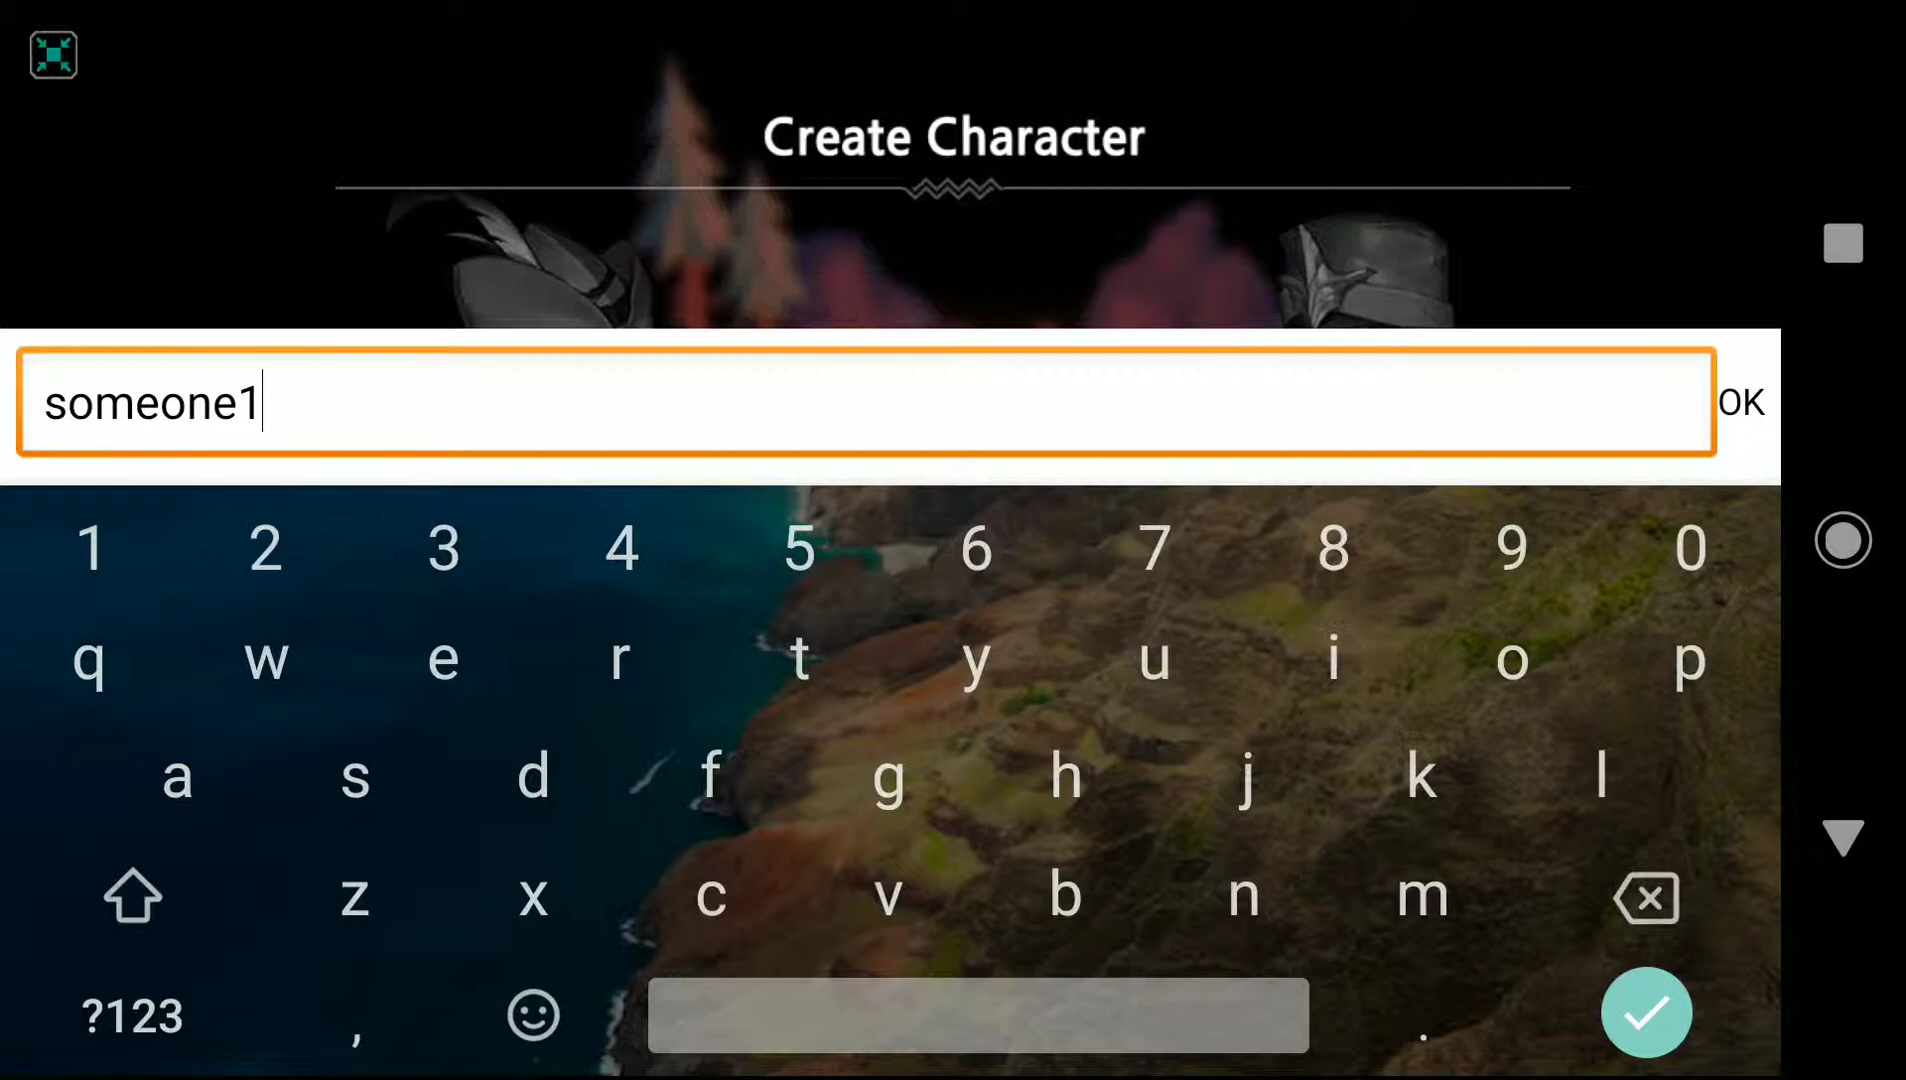 Create Character
someone1
OK
1 2 3 4 5 6 7 8 9 0
q w e r t y u i o p
a s d f g h j k l
z x c v b n m
?123 , .